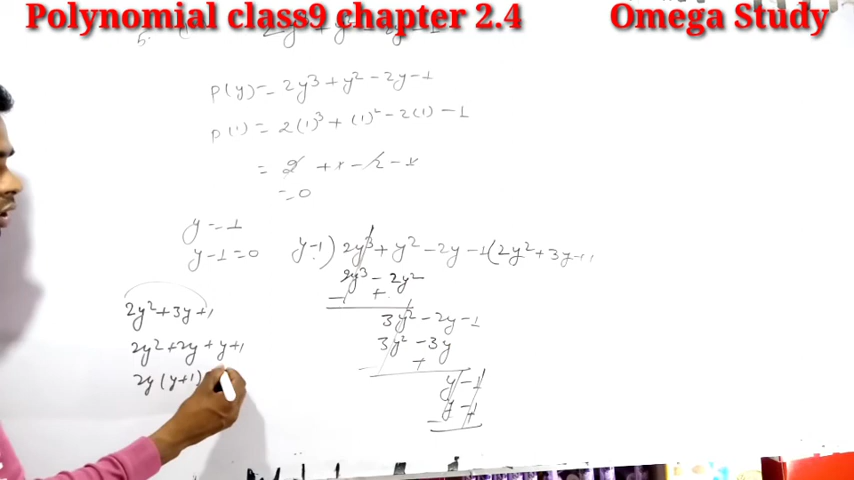 Polynomial class9 chapter 2.4 Omega Study
p(y) = 2y³ + y² - 2y - 1
p(1) = 2(1)³ + (1)² - 2(1) - 1
= 2 + 1 - 2 - 1
= 0
y = 1
y - 1 = 0
y-1) 2y³ + y² - 2y - 1 (2y² + 3y + 1
2y³ - 2y²
- +
3y² - 2y - 1
3y² - 3y
- +
y - 1
y - 1
-
2y² + 3y + 1
2y² + 2y + y + 1
2y (y+1)